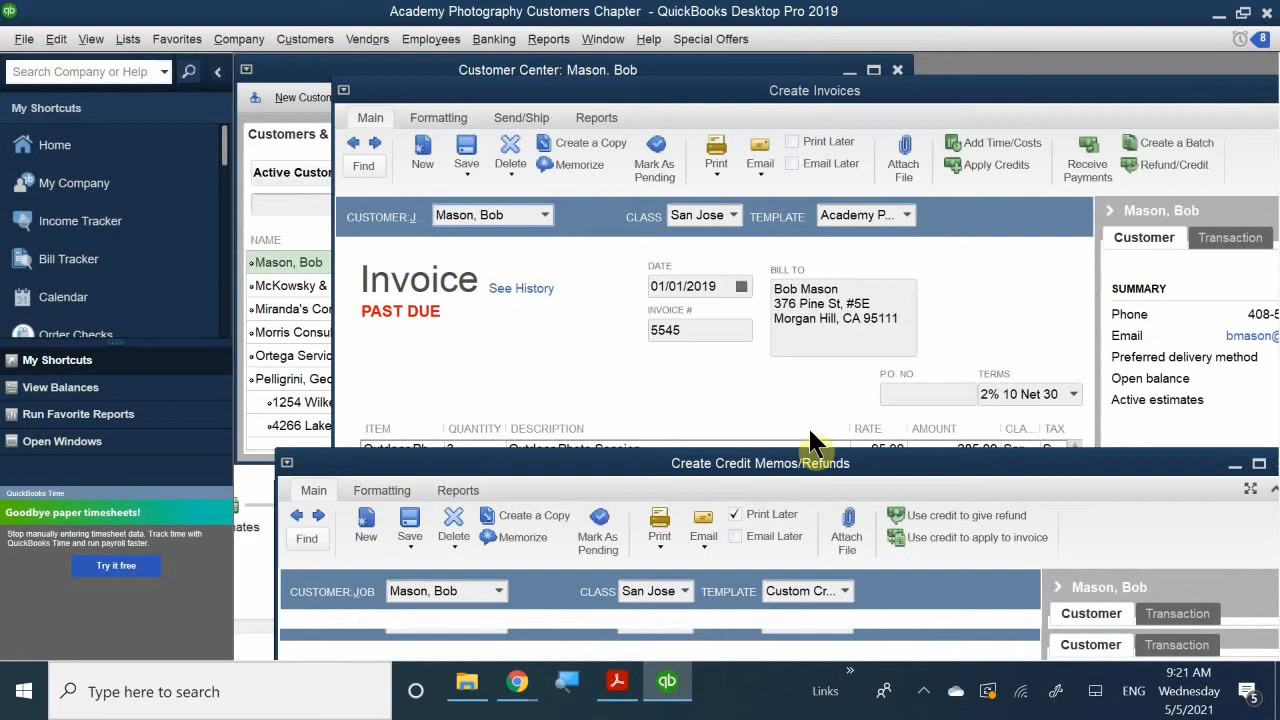 Academy Photography Customers Chapter - QuickBooks Desktop Pro 2019
File Edit View Lists Favorites Company Customers Vendors Employees Banking Reports Window Help Special Offers
8
Search Company or Help
My Shortcuts
Home
My Company
Income Tracker
Bill Tracker
Calendar
Order Checks
My Shortcuts
View Balances
Run Favorite Reports
Open Windows
QuickBooks Time
Goodbye paper timesheets!
Stop manually entering timesheet data. Track time with
QuickBooks Time and run payroll faster.
Try it free
Customer Center: Mason, Bob
New Custom
Customers &
Active Custo
NAME
Mason, Bob
McKowsky &
Miranda's Cor
Morris Consul
Ortega Servic
Pelligrini, Geo
1254 Wilke
4266 Lake
nates
Create Invoices
Main Formatting Send/Ship Reports
Find
New
Save
Delete
Create a Copy
Memorize
Mark As
Pending
Print
Email
Print Later
Email Later
Attach
File
Add Time/Costs
Apply Credits
Receive
Payments
Create a Batch
Refund/Credit
CUSTOMER:J... Mason, Bob CLASS San Jose TEMPLATE Academy P...
Invoice See History
PAST DUE
DATE
01/01/2019
INVOICE #
5545
BILL TO
Bob Mason
376 Pine St, #5E
Morgan Hill, CA 95111
P.O. NO
TERMS
2% 10 Net 30
ITEM QUANTITY DESCRIPTION RATE AMOUNT CLA... TAX
Mason, Bob
Customer Transaction
SUMMARY
Phone 408-5
Email bmason@
Preferred delivery method
Open balance
Active estimates
Create Credit Memos/Refunds
Main Formatting Reports
Find
New
Save
Delete
Create a Copy
Memorize
Mark As
Pending
Print
Email
Print Later
Email Later
Attach
File
Use credit to give refund
Use credit to apply to invoice
CUSTOMER:JOB Mason, Bob CLASS San Jose TEMPLATE Custom Cr...
Mason, Bob
Customer Transaction
Customer Transaction
Type here to search
qb
Links
ENG
9:21 AM
Wednesday
5/5/2021
5